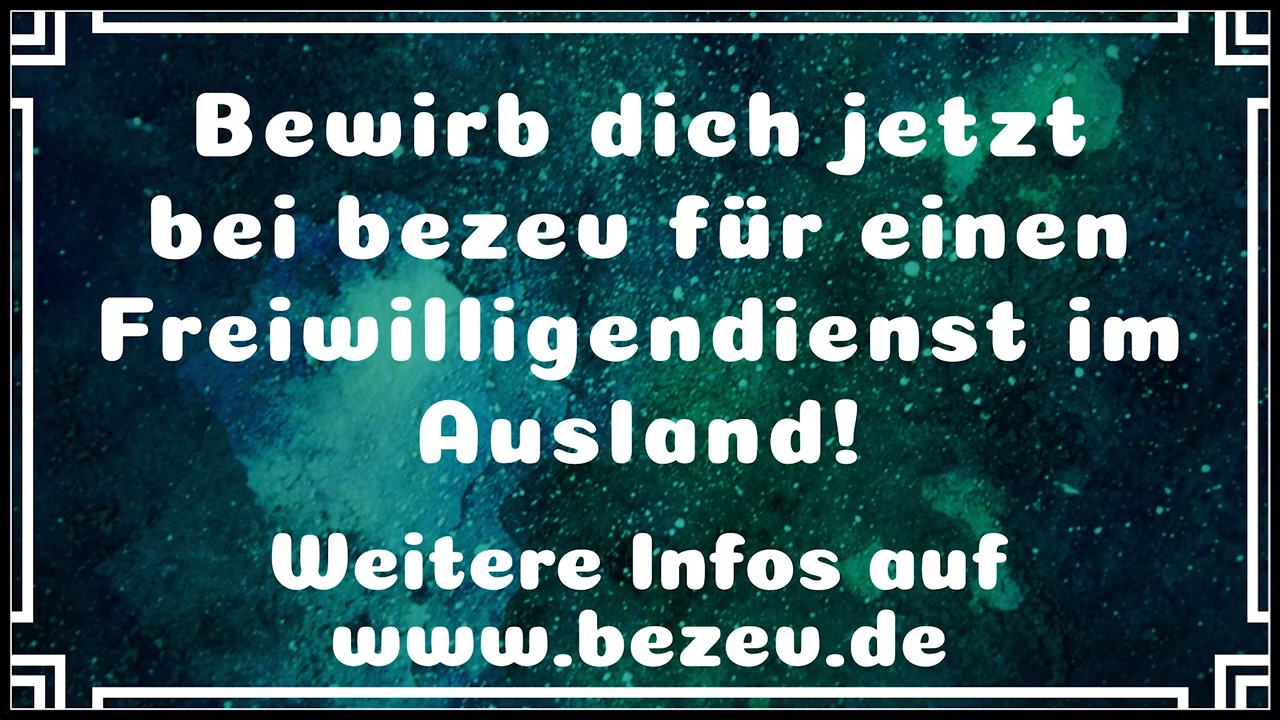 Bewirb dich jetzt
bei bezev für einen
Freiwilligendienst im
Ausland!
Weitere Infos auf
www.bezev.de